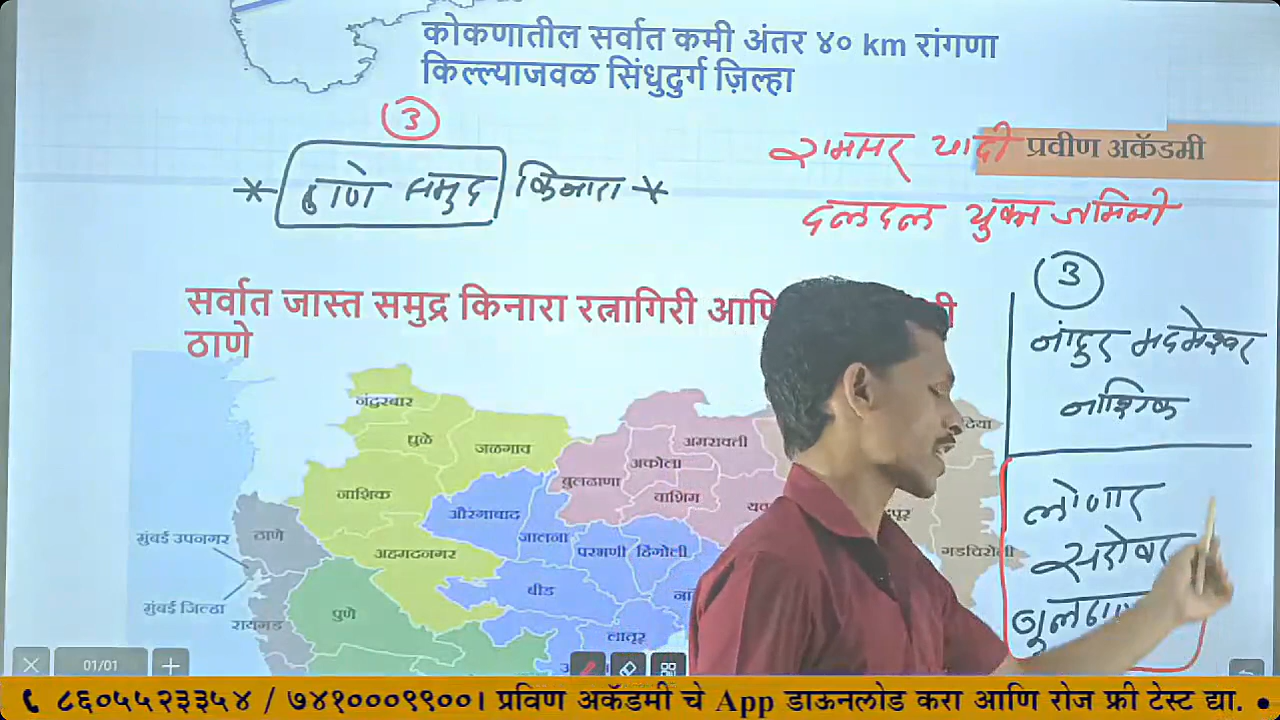 कोकणातील सर्वात कमी अंतर ४० km रांगणा
किल्ल्याजवळ सिंधुदुर्ग ज़िल्हा
3
ठाणे समुद्र किनारा
रामसर यादी
प्रवीण अकॅडमी
दलदल युक्त जमिनी
सर्वात जास्त समुद्र किनारा रत्नागिरी आणि
ठाणे
3
नांदुर मदमेश्वर
नाशिक
लोणार
सरोवर
नंदुरबार
धुळे
जळगाव
अमरावती
अकोला
बुलढाणा
वाशिम
नाशिक
औरंगाबाद
जालना
परभणी
हिंगोली
ठाणे
मुंबई उपनगर
अहमदनगर
गडचिरोली
बीड
मुंबई जिल्हा
रायगड
पुणे
लातूर
01/01
८६०५५२३३५४ / ७४१०००९९००। प्रविण अकॅडमी चे App डाऊनलोड करा आणि रोज फ्री टेस्ट द्या.